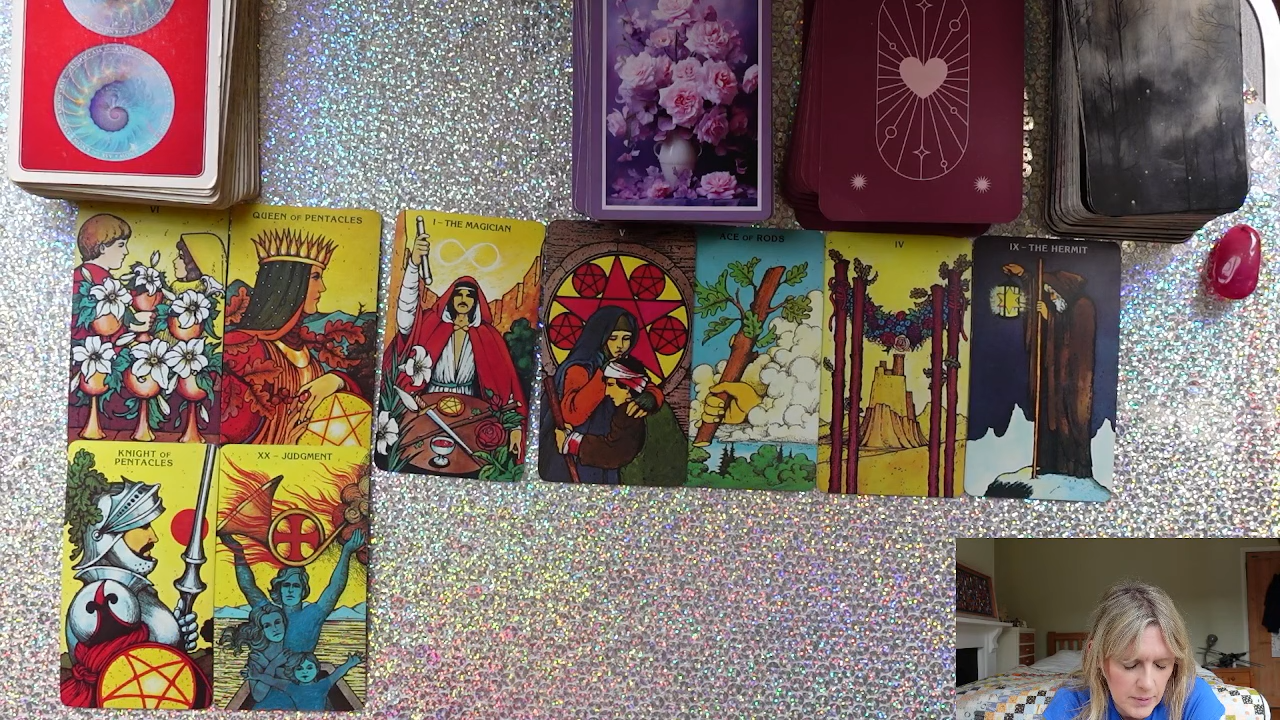 VI
QUEEN OF PENTACLES
I – THE MAGICIAN
V
ACE OF RODS
IV
IX – THE HERMIT
KNIGHT OF
PENTACLES
XX – JUDGMENT